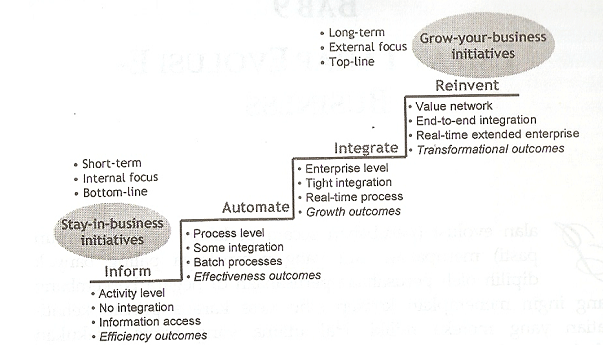 • Long-term
• External focus
• Top-line
Grow-your-business
initiatives
Reinvent
• Value network
• End-to-end integration
• Real-time extended enterprise
• Transformational outcomes
Integrate
• Enterprise level
• Tight integration
• Real-time process
• Growth outcomes
• Short-term
• Internal focus
• Bottom-line
Stay-in-business
initiatives
Automate
• Process level
• Some integration
• Batch processes
• Effectiveness outcomes
Inform
• Activity level
• No integration
• Information access
• Efficiency outcomes